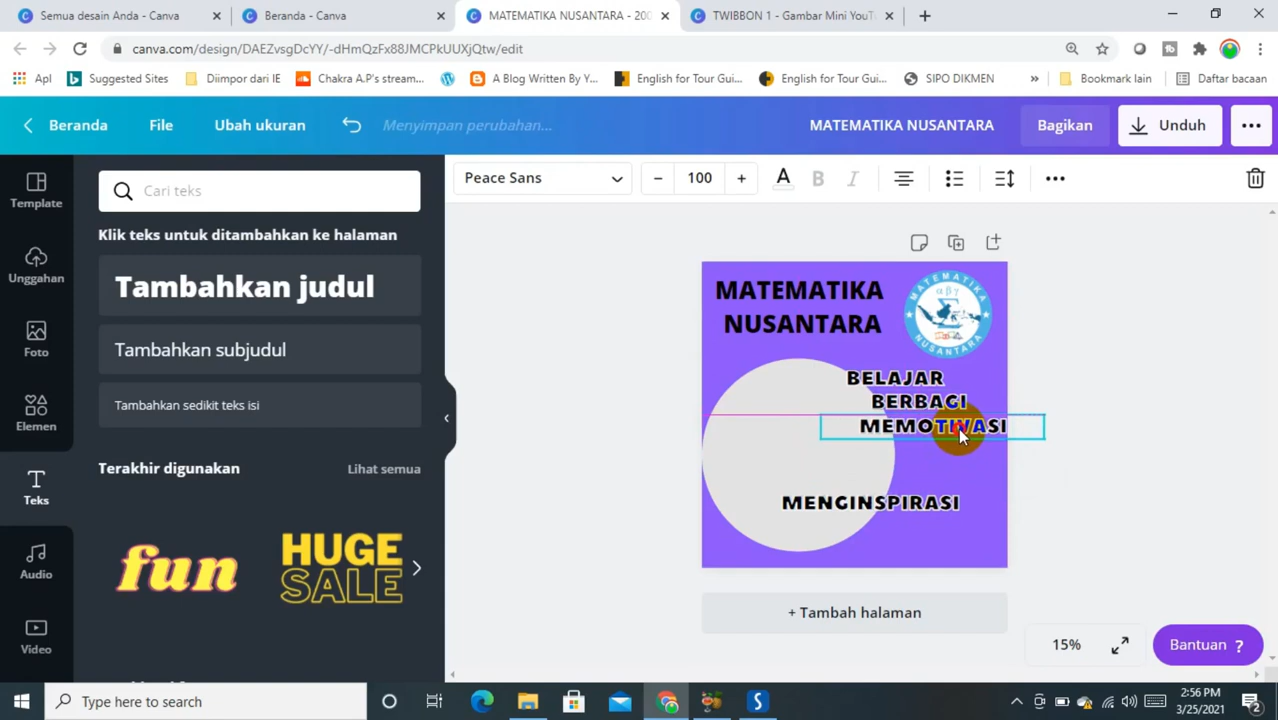 Semua desain Anda - Canva
Beranda - Canva
MATEMATIKA NUSANTARA - 200
TWIBBON 1 - Gambar Mini YouT
canva.com/design/DAEZvsgDcYY/-dHmQzFx88JMCPkUUXjQtw/edit
Apl
Suggested Sites
Diimpor dari IE
Chakra A.P's stream...
A Blog Written By Y...
English for Tour Gui...
English for Tour Gui...
SIPO DIKMEN
»
Bookmark lain
Daftar bacaan
Beranda
File
Ubah ukuran
Menyimpan perubahan...
MATEMATIKA NUSANTARA
Bagikan
Unduh
Template
Unggahan
Foto
Elemen
Teks
Audio
Video
Cari teks
Klik teks untuk ditambahkan ke halaman
Tambahkan judul
Tambahkan subjudul
Tambahkan sedikit teks isi
Terakhir digunakan
Lihat semua
fun
HUGE
SALE
Peace Sans
− 100 +
A B I
MATEMATIKA
NUSANTARA
MATEMATIKA
αβγ
Σ
NUSANTARA
BELAJAR
BERBAGI
MEMOTIVASI
MENGINSPIRASI
+ Tambah halaman
15%
Bantuan ?
Type here to search
2:56 PM
3/25/2021
2